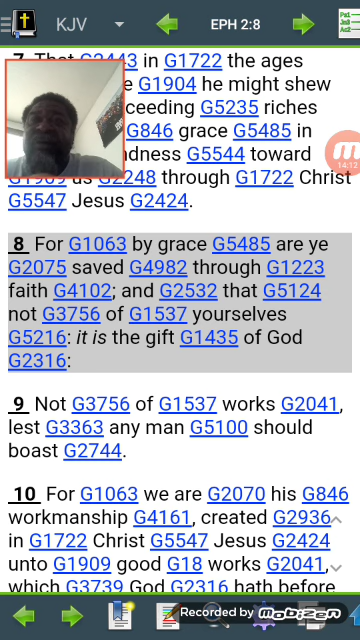 KJV EPH 2:8
7 That G2443 in G1722 the ages
G1904 he might shew
G5235 riches
G846 grace G5485 in
G5544 toward
G2248 through G1722 Christ
G5547 Jesus G2424.
8 For G1063 by grace G5485 are ye
G2075 saved G4982 through G1223
faith G4102; and G2532 that G5124
not G3756 of G1537 yourselves
G5216: it is the gift G1435 of God
G2316:
9 Not G3756 of G1537 works G2041,
lest G3363 any man G5100 should
boast G2744.
10 For G1063 we are G2070 his G846
workmanship G4161, created G2936
in G1722 Christ G5547 Jesus G2424
unto G1909 good G18 works G2041,
which G3739 God G2316 hath before
14:12
Recorded by mobizen